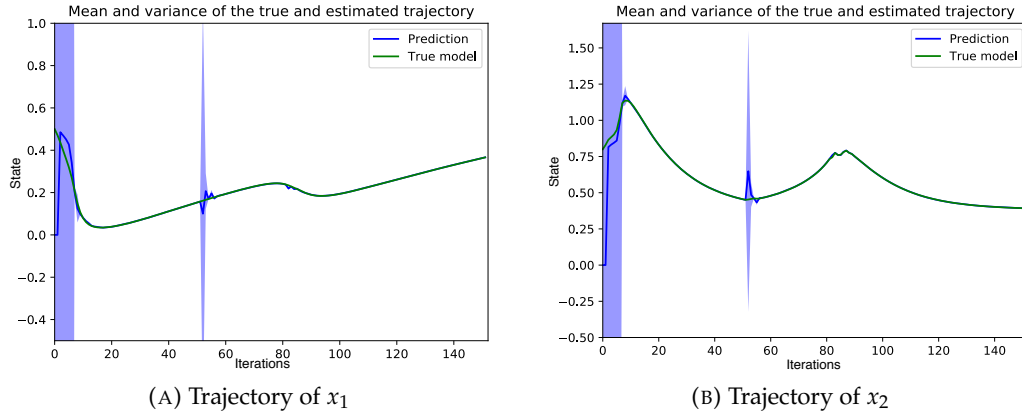 Mean and variance of the true and estimated trajectory
1.0
0.8
0.6
0.4
0.2
0.0
−0.2
−0.4
State
0
20
40
60
80
100
120
140
Iterations
Prediction
True model
(A) Trajectory of x₁
Mean and variance of the true and estimated trajectory
1.50
1.25
1.00
0.75
0.50
0.25
0.00
−0.25
−0.50
State
0
20
40
60
80
100
120
140
Iterations
Prediction
True model
(B) Trajectory of x₂